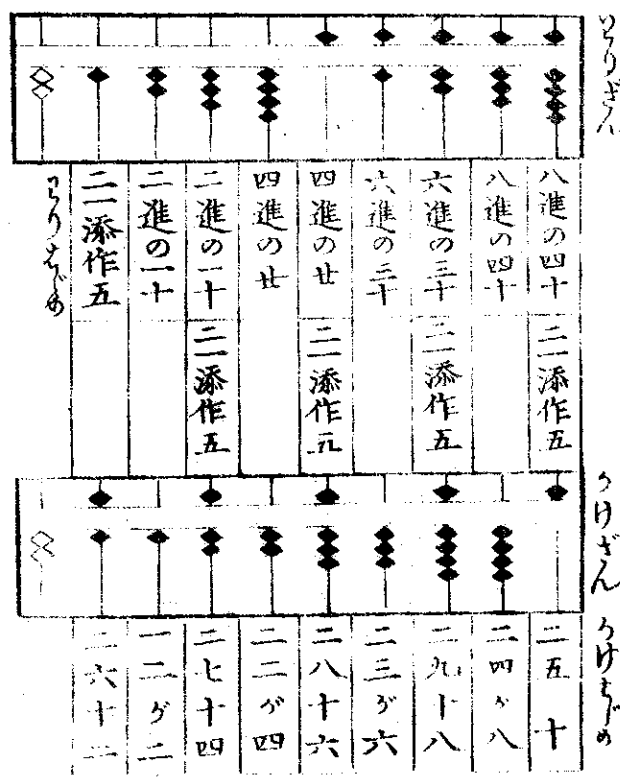 わりざん
八進の四十 二一添作五
八進の四十
六進の三十 二一添作五
六進の三十
四進の廿 二一添作五
四進の廿
二進の一十 二一添作五
二進の一十
二一添作五
わりはじめ
かけざん
かけはじめ
二五十
二四が八
二九十八
二三が六
二八十六
二二が四
二七十四
一二が二
二六十二